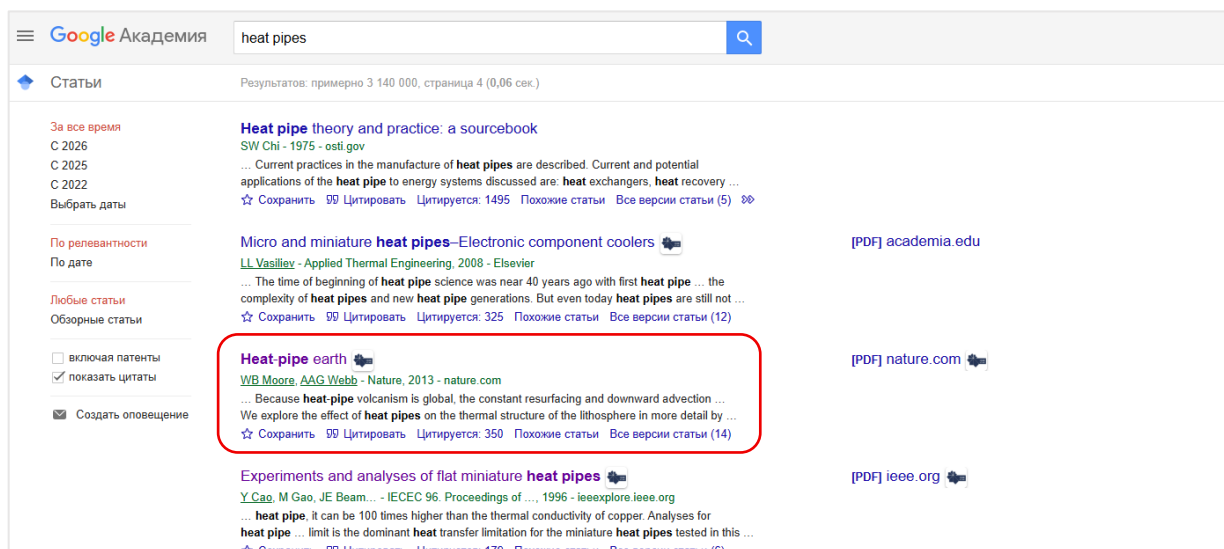 Google Академия
heat pipes
Статьи
Результатов: примерно 3 140 000, страница 4 (0,06 сек.)
За все время
С 2026
С 2025
С 2022
Выбрать даты
По релевантности
По дате
Любые статьи
Обзорные статьи
включая патенты
показать цитаты
Создать оповещение
Heat pipe theory and practice: a sourcebook
SW Chi - 1975 - osti.gov
... Current practices in the manufacture of heat pipes are described. Current and potential
applications of the heat pipe to energy systems discussed are: heat exchangers, heat recovery ...
Сохранить Цитировать Цитируется: 1495 Похожие статьи Все версии статьи (5)
Micro and miniature heat pipes–Electronic component coolers
[PDF] academia.edu
LL Vasiliev - Applied Thermal Engineering, 2008 - Elsevier
... The time of beginning of heat pipe science was near 40 years ago with first heat pipe ... the
complexity of heat pipes and new heat pipe generations. But even today heat pipes are still not ...
Сохранить Цитировать Цитируется: 325 Похожие статьи Все версии статьи (12)
Heat-pipe earth
[PDF] nature.com
WB Moore, AAG Webb - Nature, 2013 - nature.com
... Because heat-pipe volcanism is global, the constant resurfacing and downward advection ...
We explore the effect of heat pipes on the thermal structure of the lithosphere in more detail by ...
Сохранить Цитировать Цитируется: 350 Похожие статьи Все версии статьи (14)
Experiments and analyses of flat miniature heat pipes
[PDF] ieee.org
Y Cao, M Gao, JE Beam... - IECEC 96. Proceedings of ..., 1996 - ieeexplore.ieee.org
... heat pipe, it can be 100 times higher than the thermal conductivity of copper. Analyses for
heat pipe ... limit is the dominant heat transfer limitation for the miniature heat pipes tested in this ...